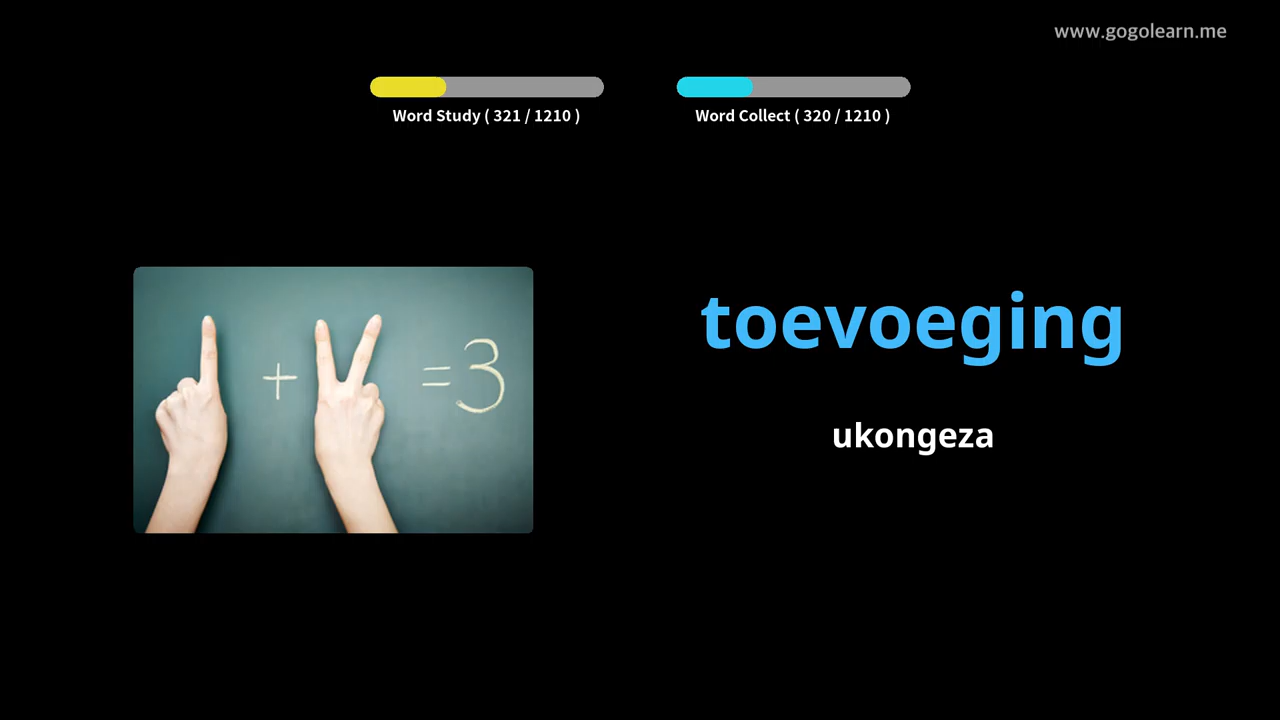 www.gogolearn.me
Word Study ( 321 / 1210 )
Word Collect ( 320 / 1210 )
toevoeging
+ = 3
ukongeza